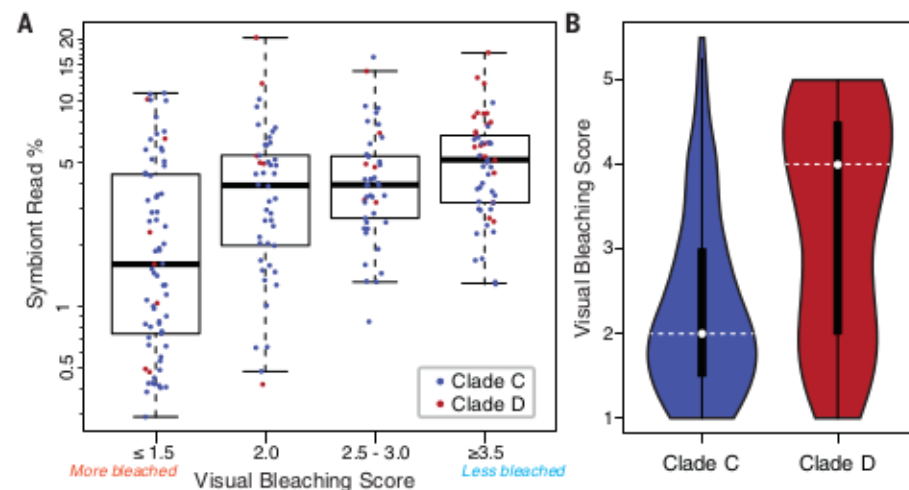 A
Symbiont Read %
20
15
10
5
1
0.5
Clade C
Clade D
≤ 1.5
2.0
2.5 - 3.0
≥3.5
More bleached
Visual Bleaching Score
Less bleached
B
Visual Bleaching Score
5
4
3
2
1
Clade C
Clade D